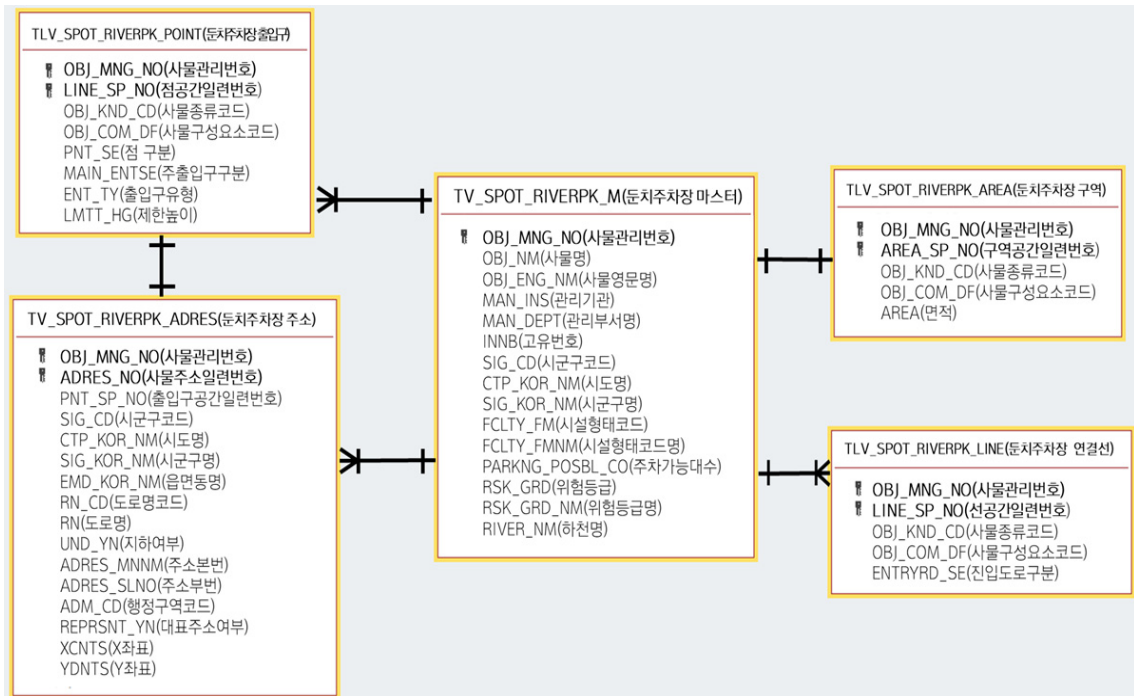 TLV_SPOT_RIVERPK_POINT(둔치주차장출입구)
OBJ_MNG_NO(사물관리번호)
LINE_SP_NO(점공간일련번호)
OBJ_KND_CD(사물종류코드)
OBJ_COM_DF(사물구성요소코드)
PNT_SE(점 구분)
MAIN_ENTSE(주출입구구분)
ENT_TY(출입구유형)
LMTT_HG(제한높이)
TV_SPOT_RIVERPK_ADRES(둔치주차장 주소)
OBJ_MNG_NO(사물관리번호)
ADRES_NO(사물주소일련번호)
PNT_SP_NO(출입구공간일련번호)
SIG_CD(시군구코드)
CTP_KOR_NM(시도명)
SIG_KOR_NM(시군구명)
EMD_KOR_NM(읍면동명)
RN_CD(도로명코드)
RN(도로명)
UND_YN(지하여부)
ADRES_MNNM(주소본번)
ADRES_SLNO(주소부번)
ADM_CD(행정구역코드)
REPRSNT_YN(대표주소여부)
XCNTS(X좌표)
YDNTS(Y좌표)
TV_SPOT_RIVERPK_M(둔치주차장 마스터)
OBJ_MNG_NO(사물관리번호)
OBJ_NM(사물명)
OBJ_ENG_NM(사물영문명)
MAN_INS(관리기관)
MAN_DEPT(관리부서명)
INNB(고유번호)
SIG_CD(시군구코드)
CTP_KOR_NM(시도명)
SIG_KOR_NM(시군구명)
FCLTY_FM(시설형태코드)
FCLTY_FMNM(시설형태코드명)
PARKNG_POSBL_CO(주차가능대수)
RSK_GRD(위험등급)
RSK_GRD_NM(위험등급명)
RIVER_NM(하천명)
TLV_SPOT_RIVERPK_AREA(둔치주차장 구역)
OBJ_MNG_NO(사물관리번호)
AREA_SP_NO(구역공간일련번호)
OBJ_KND_CD(사물종류코드)
OBJ_COM_DF(사물구성요소코드)
AREA(면적)
TLV_SPOT_RIVERPK_LINE(둔치주차장 연결선)
OBJ_MNG_NO(사물관리번호)
LINE_SP_NO(선공간일련번호)
OBJ_KND_CD(사물종류코드)
OBJ_COM_DF(사물구성요소코드)
ENTRYRD_SE(진입도로구분)